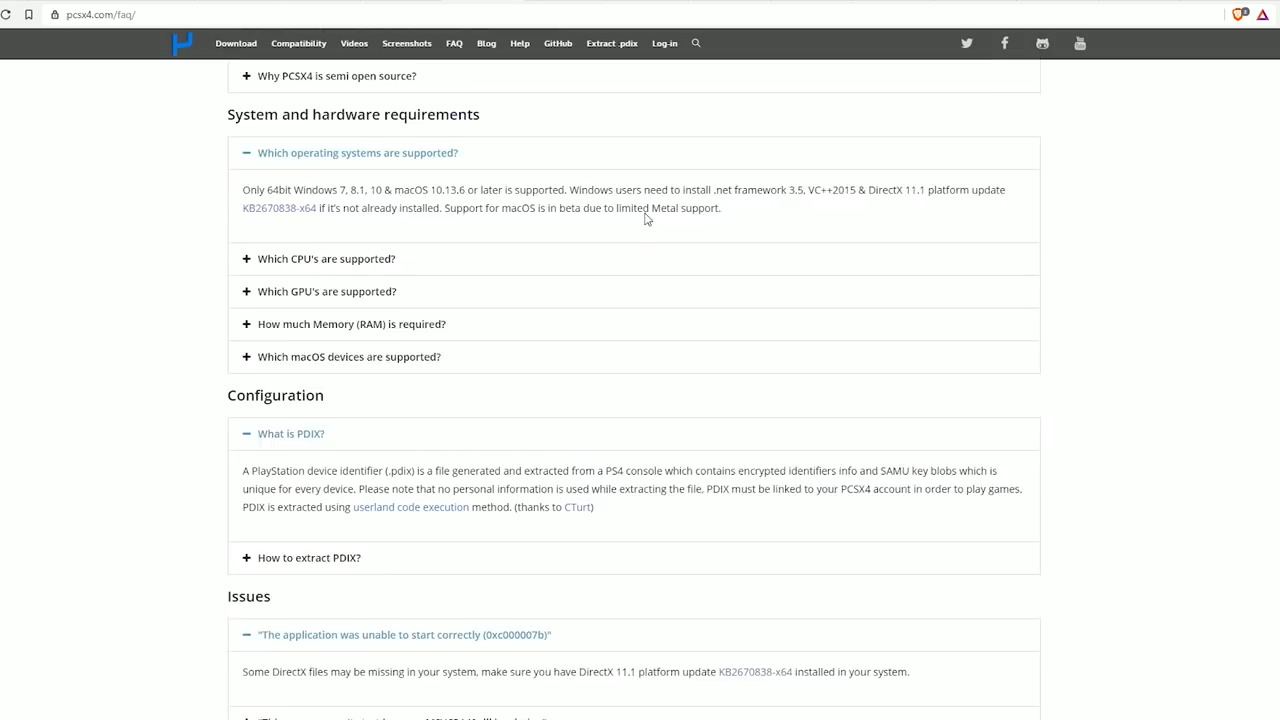 pcsx4.com/faq/
Download Compatibility Videos Screenshots FAQ Blog Help GitHub Extract .pdix Log-in
Why PCSX4 is semi open source?
System and hardware requirements
Which operating systems are supported?
Only 64bit Windows 7, 8.1, 10 & macOS 10.13.6 or later is supported. Windows users need to install .net framework 3.5, VC++2015 & DirectX 11.1 platform update
KB2670838-x64 if it's not already installed. Support for macOS is in beta due to limited Metal support.
Which CPU's are supported?
Which GPU's are supported?
How much Memory (RAM) is required?
Which macOS devices are supported?
Configuration
What is PDIX?
A PlayStation device identifier (.pdix) is a file generated and extracted from a PS4 console which contains encrypted identifiers info and SAMU key blobs which is
unique for every device. Please note that no personal information is used while extracting the file, PDIX must be linked to your PCSX4 account in order to play games.
PDIX is extracted using userland code execution method. (thanks to CTurt)
How to extract PDIX?
Issues
"The application was unable to start correctly (0xc000007b)"
Some DirectX files may be missing in your system, make sure you have DirectX 11.1 platform update KB2670838-x64 installed in your system.